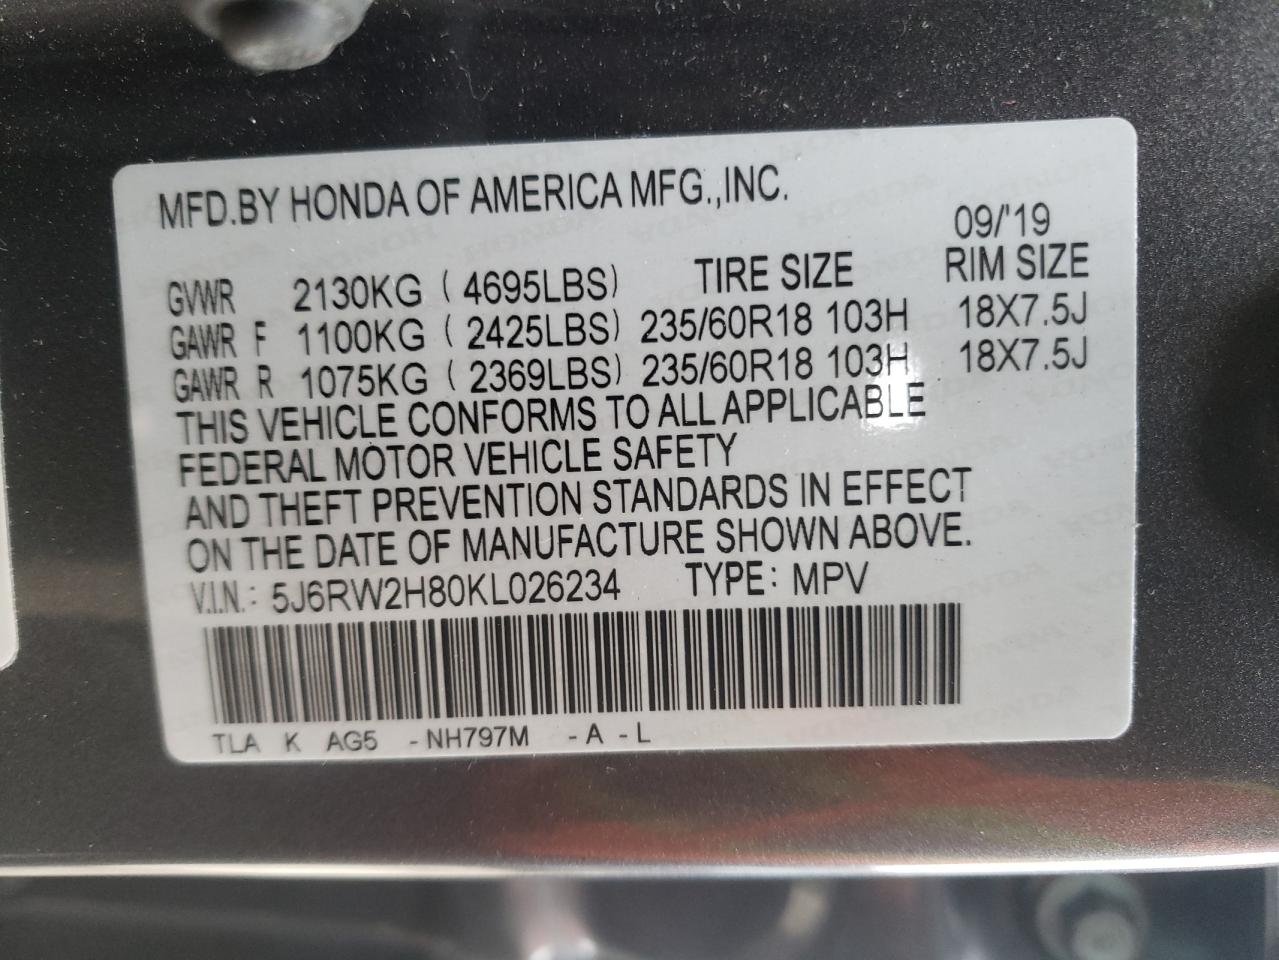 MFD.BY HONDA OF AMERICA MFG.,INC.
09/'19
GVWR 2130KG ( 4695LBS) TIRE SIZE RIM SIZE
GAWR F 1100KG ( 2425LBS) 235/60R18 103H 18X7.5J
GAWR R 1075KG ( 2369LBS) 235/60R18 103H 18X7.5J
THIS VEHICLE CONFORMS TO ALL APPLICABLE
FEDERAL MOTOR VEHICLE SAFETY
AND THEFT PREVENTION STANDARDS IN EFFECT
ON THE DATE OF MANUFACTURE SHOWN ABOVE.
V.I.N.: 5J6RW2H80KL026234 TYPE: MPV
TLA K AG5 -NH797M -A -L